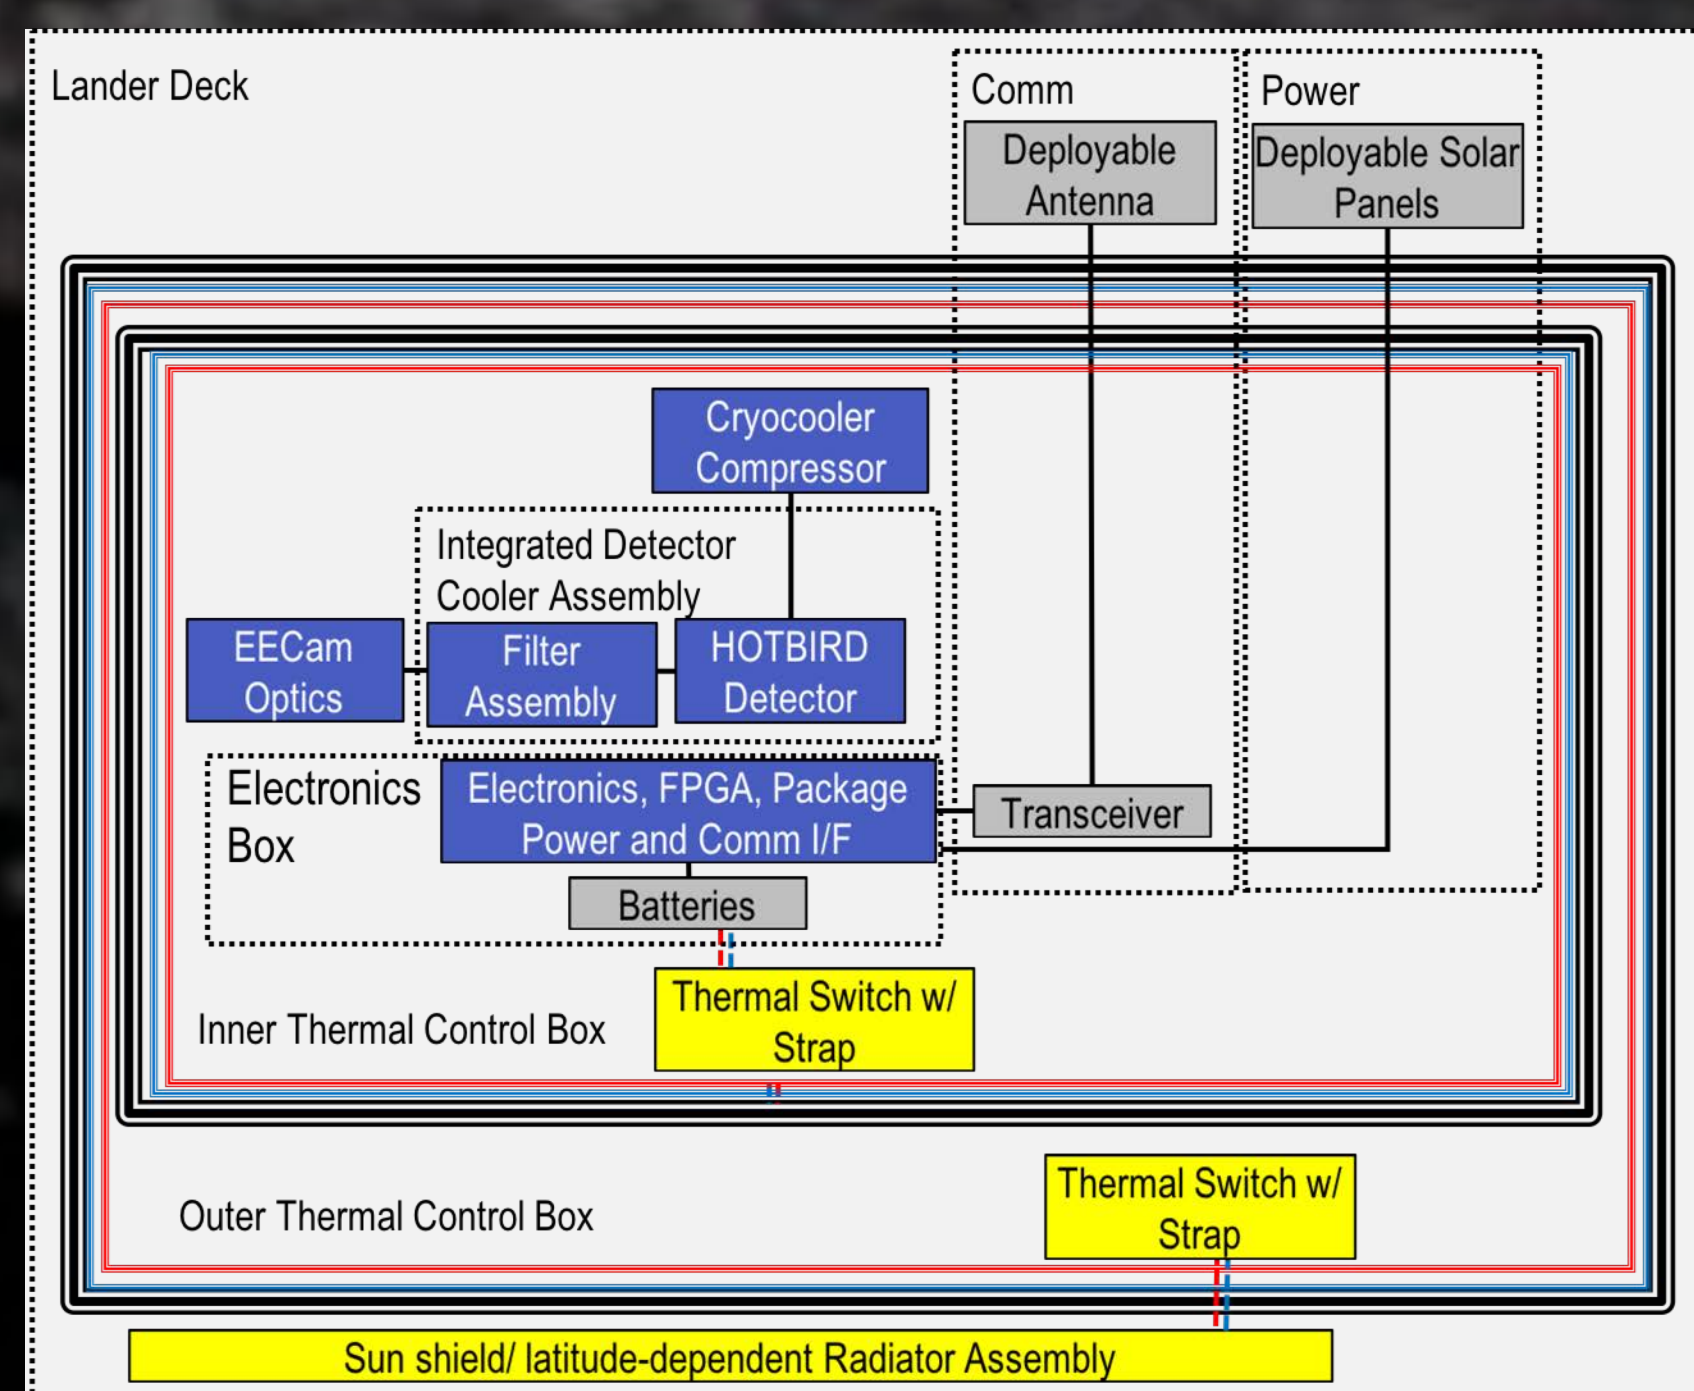 Lander Deck
Comm
Power
Deployable
Antenna
Deployable Solar
Panels
Cryocooler
Compressor
Integrated Detector
Cooler Assembly
EECam
Optics
Filter
Assembly
HOTBIRD
Detector
Electronics
Box
Electronics, FPGA, Package
Power and Comm I/F
Transceiver
Batteries
Thermal Switch w/
Strap
Inner Thermal Control Box
Thermal Switch w/
Strap
Outer Thermal Control Box
Sun shield/ latitude-dependent Radiator Assembly